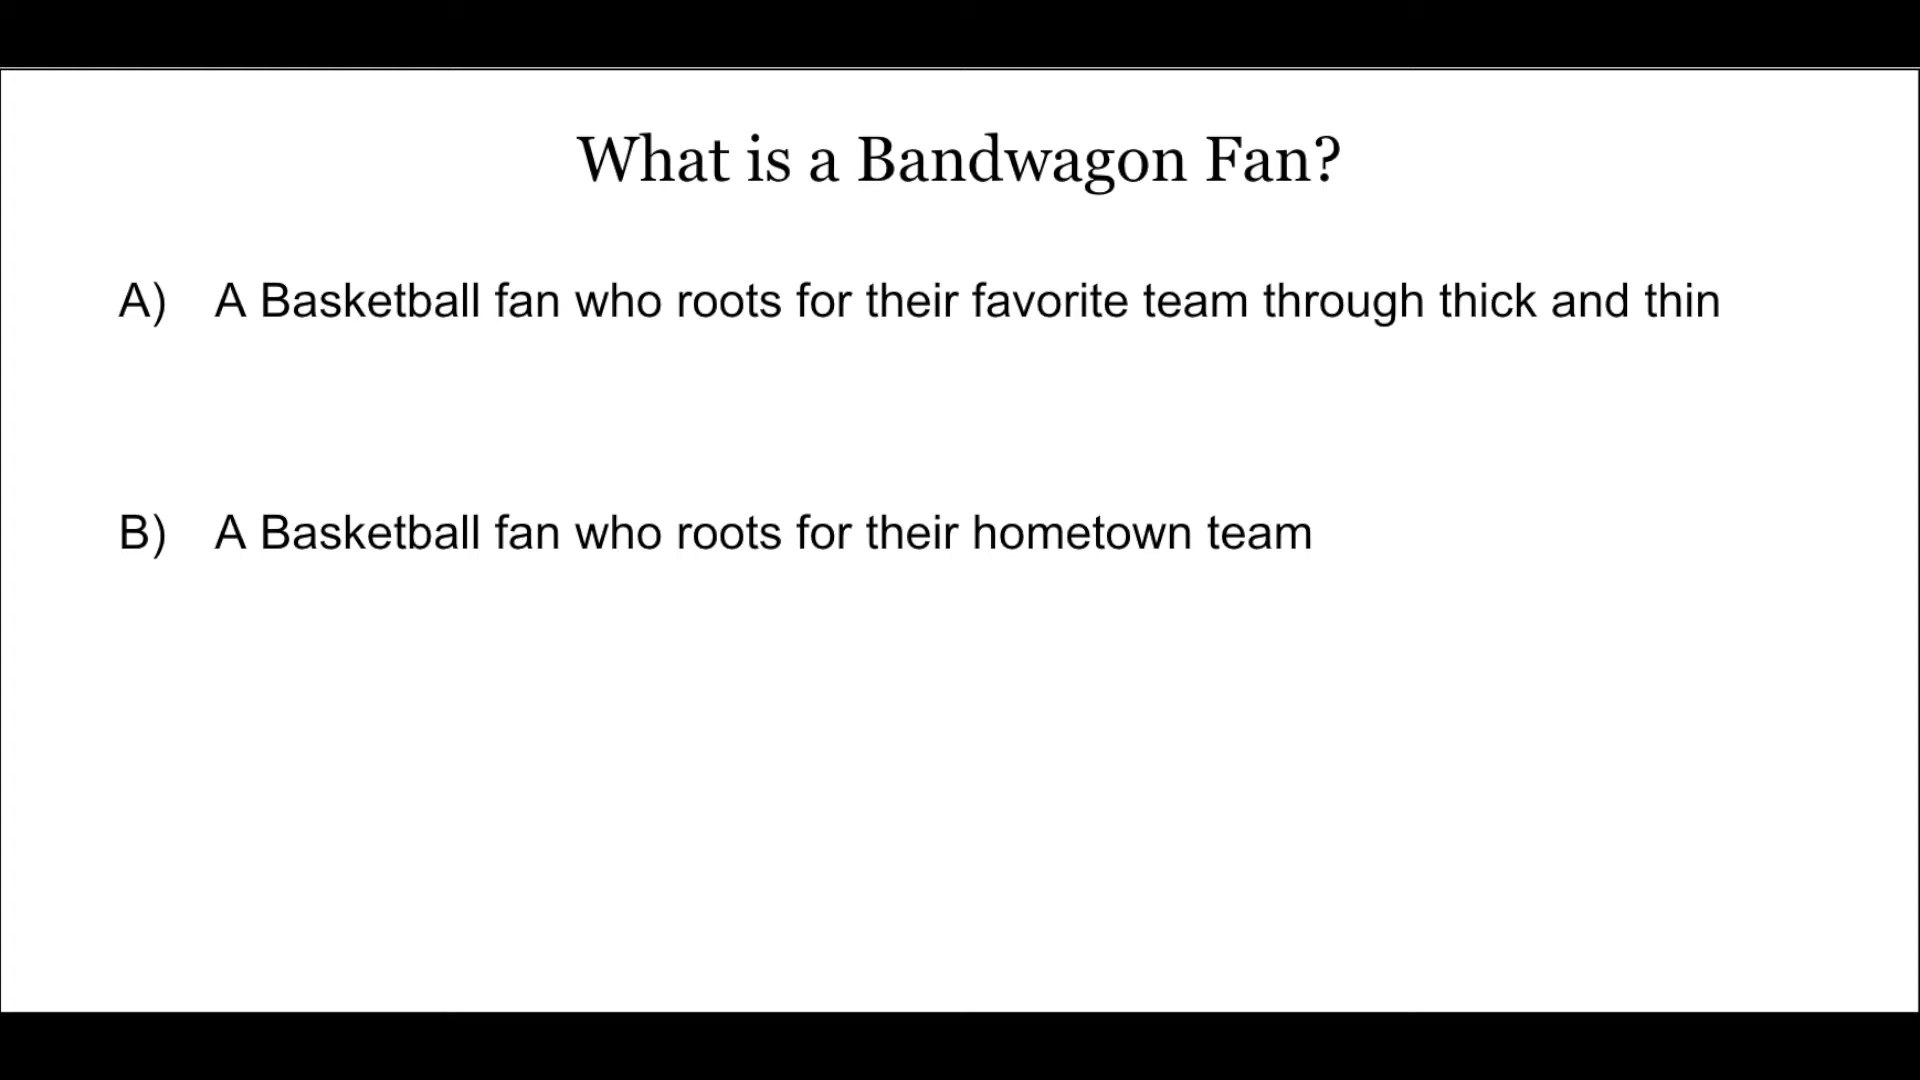 What is a Bandwagon Fan?
A) A Basketball fan who roots for their favorite team through thick and thin
B) A Basketball fan who roots for their hometown team